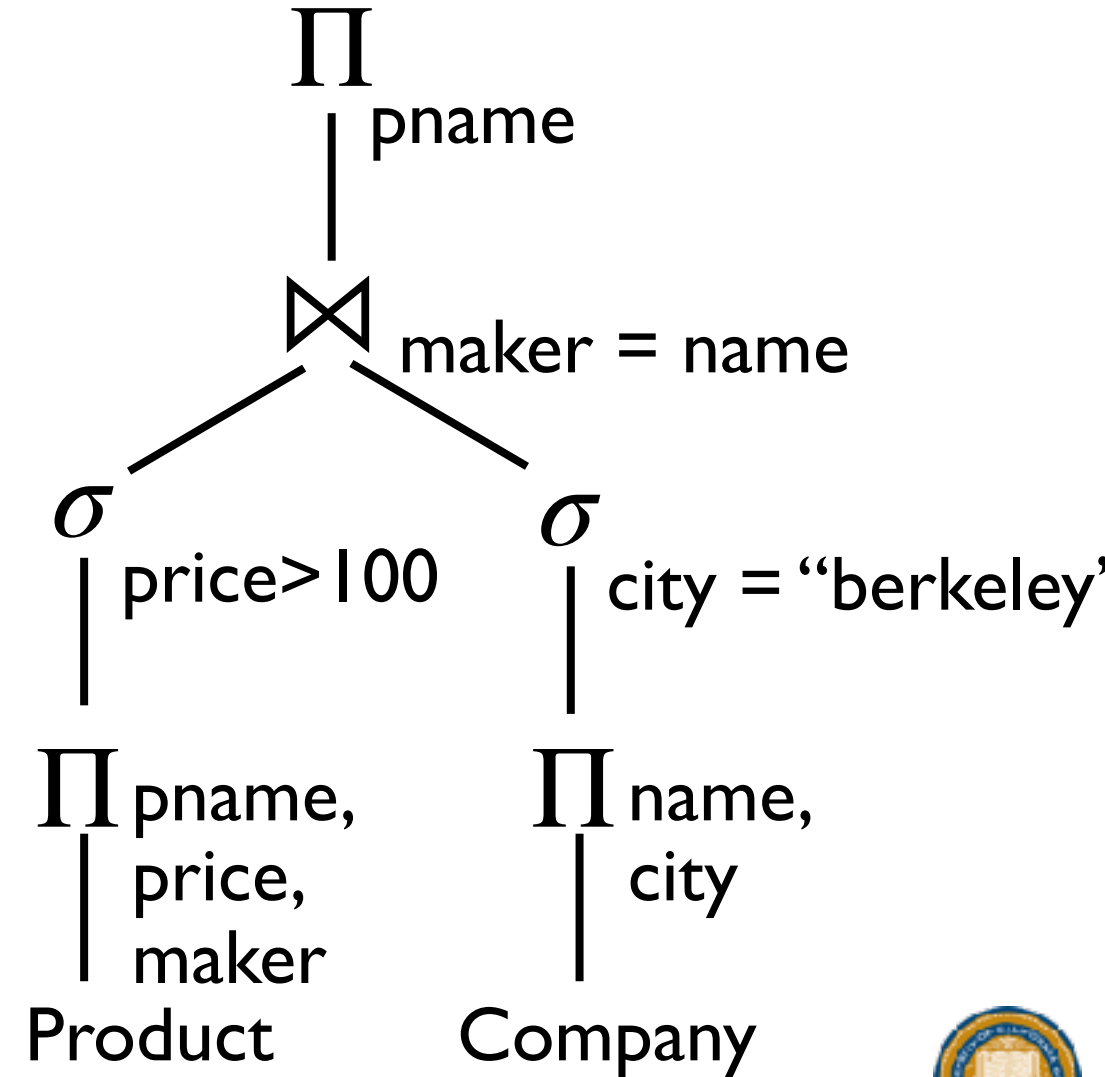 Π
pname
⋈
maker = name
σ
price>100
σ
city = “berkeley”
Π pname,
price,
maker
Π name,
city
Product
Company